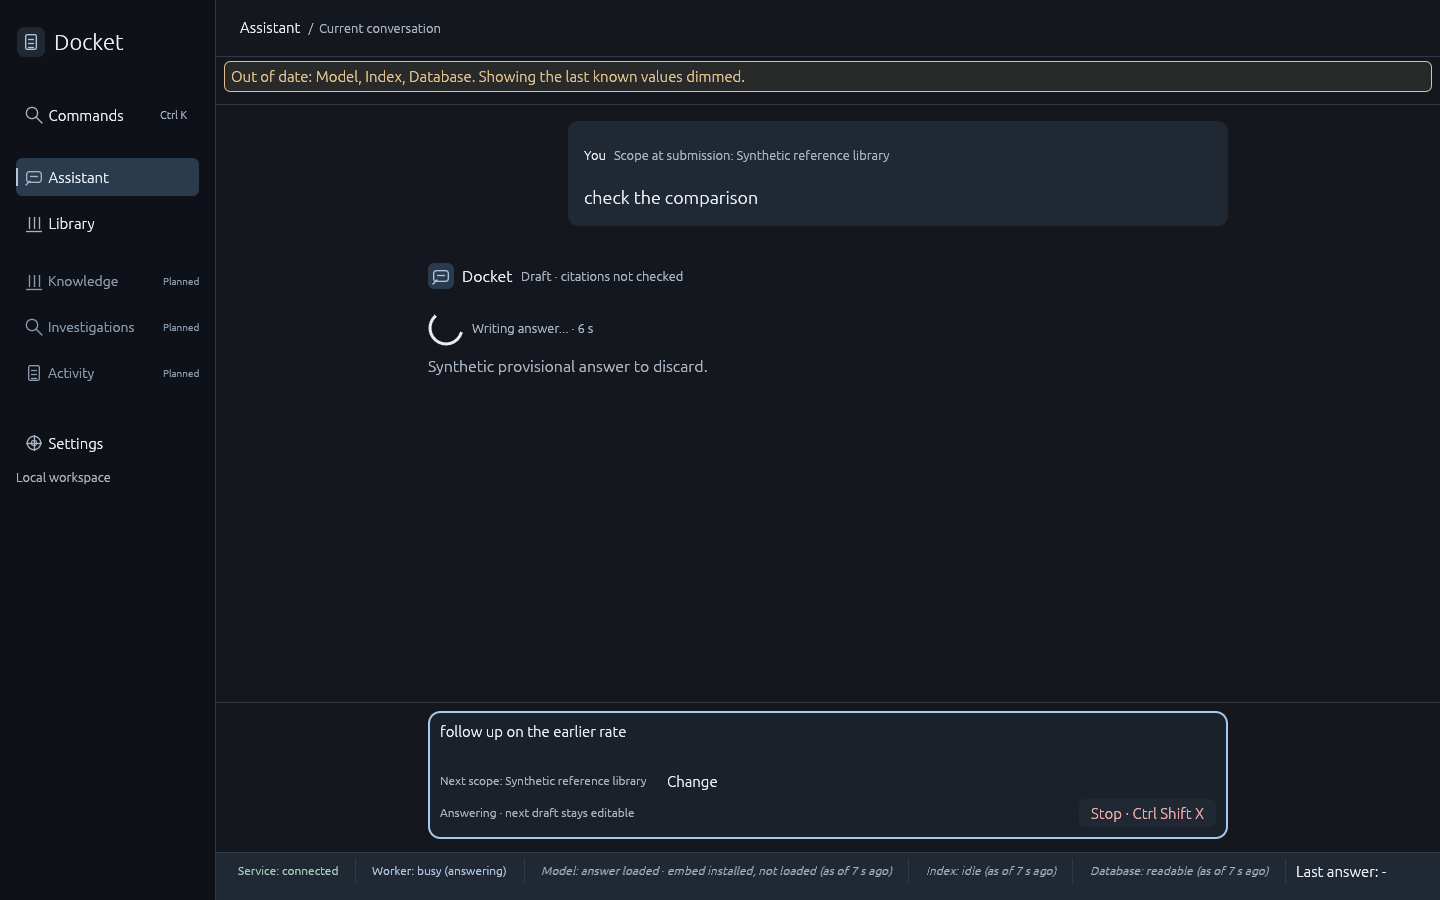 Docket
Commands Ctrl K
Assistant
Library
Knowledge Planned
Investigations Planned
Activity Planned
Settings
Local workspace
Assistant / Current conversation
Out of date: Model, Index, Database. Showing the last known values dimmed.
You Scope at submission: Synthetic reference library
check the comparison
Docket Draft · citations not checked
Writing answer... · 6 s
Synthetic provisional answer to discard.
follow up on the earlier rate
Next scope: Synthetic reference library Change
Answering · next draft stays editable
Stop · Ctrl Shift X
Service: connected
Worker: busy (answering)
Model: answer loaded · embed installed, not loaded (as of 7 s ago)
Index: idle (as of 7 s ago)
Database: readable (as of 7 s ago)
Last answer: -